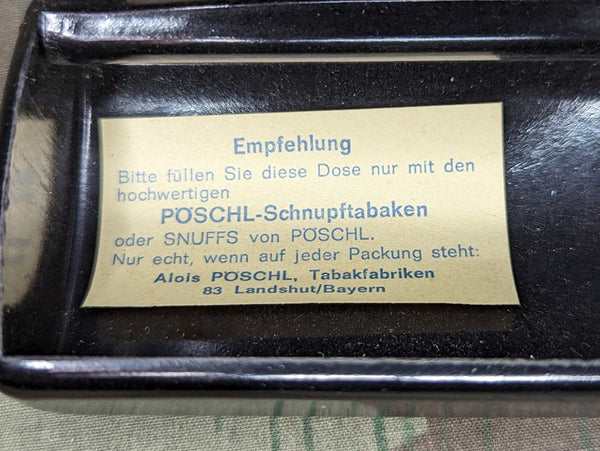 Empfehlung
Bitte füllen Sie diese Dose nur mit den
hochwertigen
PÖSCHL-Schnupftabaken
oder SNUFFS von PÖSCHL.
Nur echt, wenn auf jeder Packung steht:
Alois PÖSCHL, Tabakfabriken
83 Landshut/Bayern